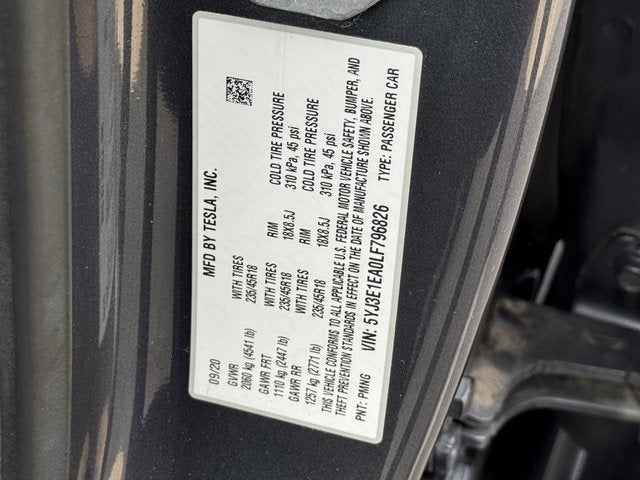 MFD BY TESLA, INC.
09/20
GVWR WITH TIRES RIM COLD TIRE PRESSURE
2060 kg (4541 lb) 235/45R18 18X8.5J 310 kPa, 45 psi
GAWR FRT WITH TIRES RIM COLD TIRE PRESSURE
1110 kg (2447 lb) 235/45R18 18X8.5J 310 kPa, 45 psi
GAWR RR WITH TIRES
1257 kg (2771 lb) 235/45R18
THIS VEHICLE CONFORMS TO ALL APPLICABLE U.S. FEDERAL MOTOR VEHICLE SAFETY, BUMPER, AND
THEFT PREVENTION STANDARDS IN EFFECT ON THE DATE OF MANUFACTURE SHOWN ABOVE.
PNT: PMNG VIN: 5YJ3E1EA0LF796826 TYPE: PASSENGER CAR